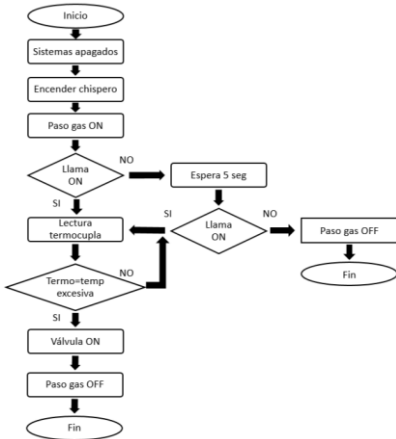 Inicio
Sistemas apagados
Encender chispero
Paso gas ON
Llama
ON
NO
Espera 5 seg
SI
Lectura
termocupla
SI
Llama
ON
NO
Paso gas OFF
Fin
Termo=temp
excesiva
NO
SI
Válvula ON
Paso gas OFF
Fin